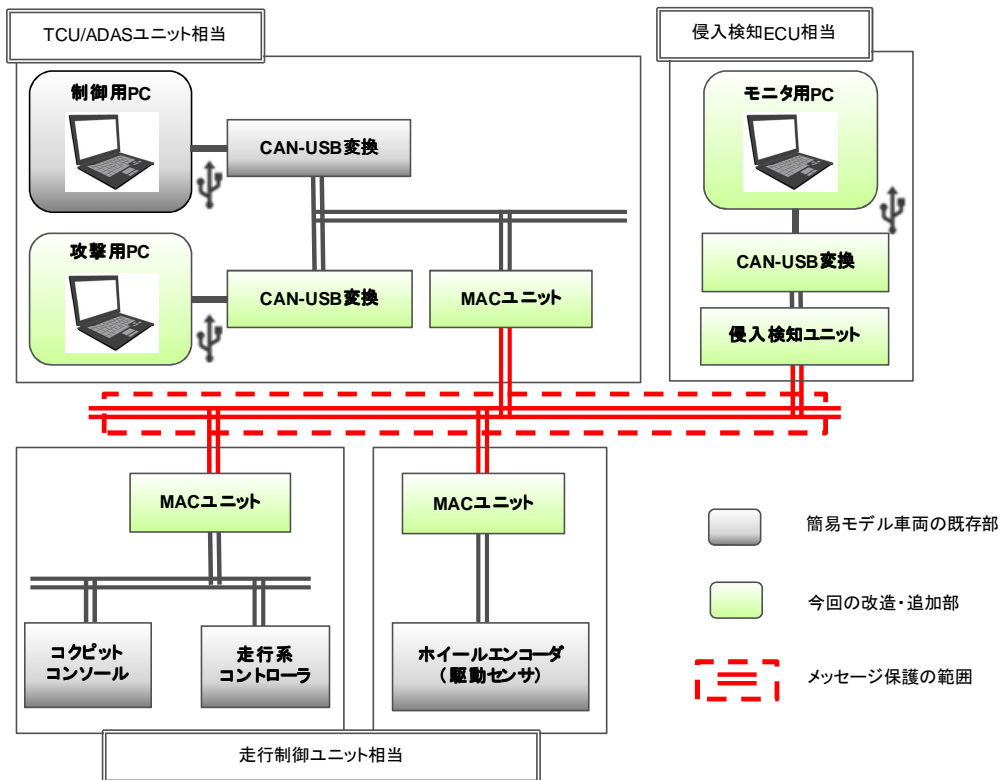 TCU/ADASユニット相当
侵入検知ECU相当
制御用PC
CAN-USB変換
モニタ用PC
攻撃用PC
CAN-USB変換
MACユニット
CAN-USB変換
侵入検知ユニット
MACユニット
MACユニット
簡易モデル車両の既存部
今回の改造・追加部
コクピット
コンソール
走行系
コントローラ
ホイールエンコーダ
(駆動センサ)
メッセージ保護の範囲
走行制御ユニット相当